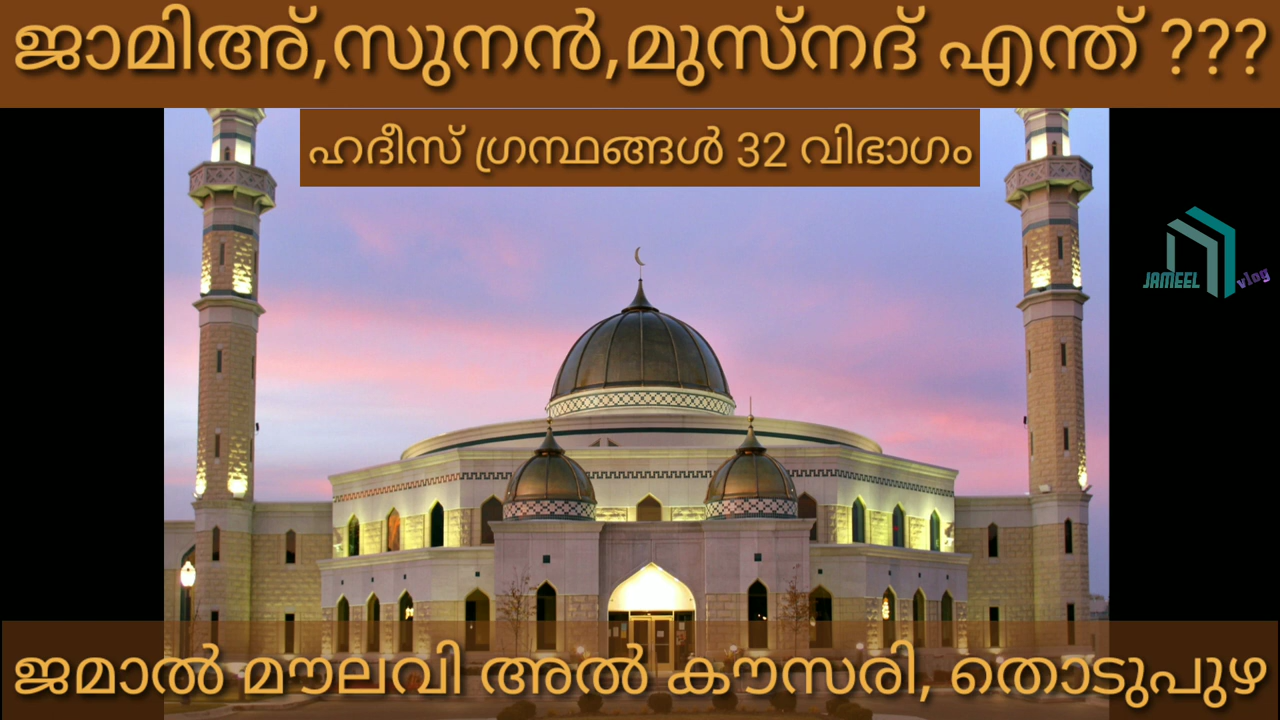 ജാമിഅ്,സുനൻ,മുസ്നദ് എന്ത് ???
ഹദീസ് ഗ്രന്ഥങ്ങൾ 32 വിഭാഗം
JAMEEL vlog
ജമാൽ മൗലവി അൽ കൗസരി, തൊടുപുഴ